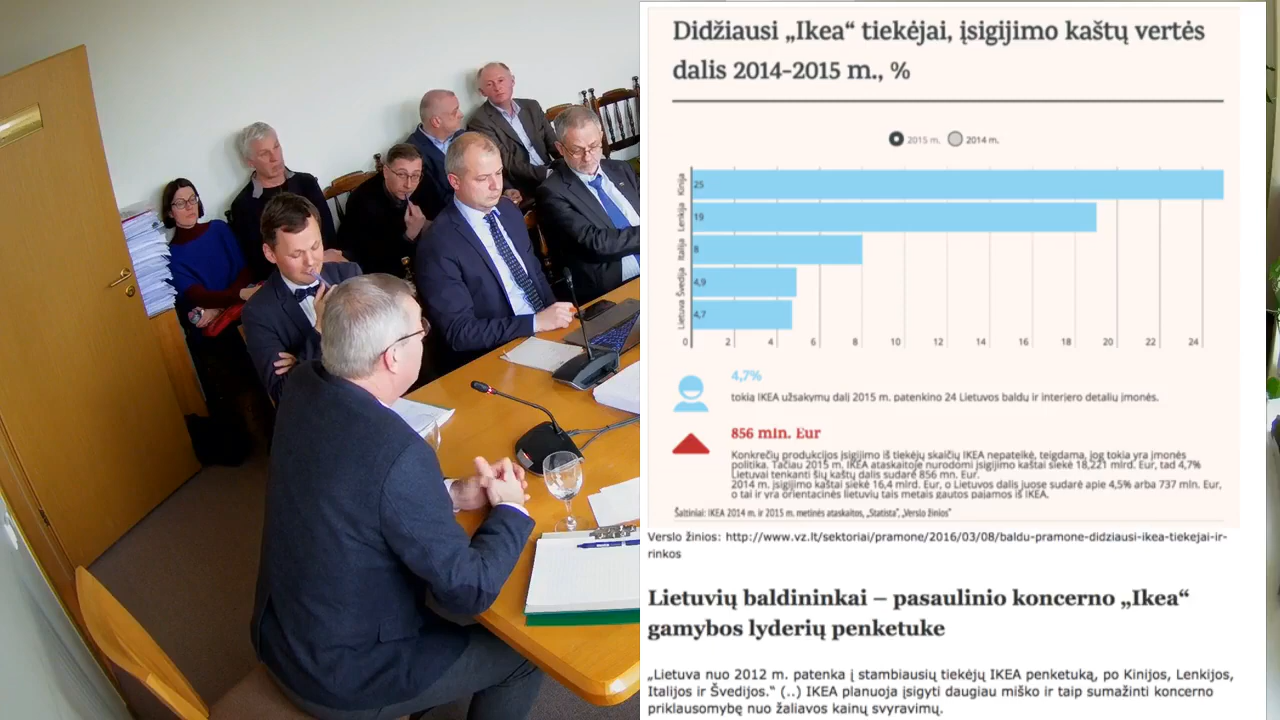 Didžiausi „Ikea“ tiekėjai, įsigijimo kaštų vertės
dalis 2014-2015 m., %
2015 m. 2014 m.
Kinija 25
Lenkija 19
Italija 8
Švedija 4,9
Lietuva 4,7
0 2 4 6 8 10 12 14 16 18 20 22 24
4,7%
tokią IKEA užsakymų dalį 2015 m. patenkino 24 Lietuvos baldų ir interjero detalių įmonės.
856 mln. Eur
Konkrečių produkcijos įsigijimo iš tiekėjų skaičių IKEA nepateikė, teigdama, jog tokia yra įmonės
politika. Tačiau 2015 m. IKEA ataskaitoje nurodomi įsigijimo kaštai siekė 18,221 mlrd. Eur, tad 4,7%
Lietuvai tenkanti šių kaštų dalis sudarė 856 mn. Eur.
2014 m. įsigijimo kaštai siekė 16,4 mlrd. Eur, o Lietuvos dalis juose sudarė apie 4,5% arba 737 mln. Eur,
o tai ir yra orientacinės lietuvių tais metais gautos pajamos iš IKEA.
Šaltiniai: IKEA 2014 m. ir 2015 m. metinės ataskaitos, „Statista“, „Verslo žinios“
Verslo žinios: http://www.vz.lt/sektoriai/pramone/2016/03/08/baldu-pramone-didziausi-ikea-tiekejai-ir-
rinkos
Lietuvių baldininkai – pasaulinio koncerno „Ikea“
gamybos lyderių penketuke
„Lietuva nuo 2012 m. patenka į stambiausių tiekėjų IKEA penketuką, po Kinijos, Lenkijos,
Italijos ir Švedijos.“ (..) IKEA planuoja įsigyti daugiau miško ir taip sumažinti koncerno
priklausomybę nuo žaliavos kainų svyravimų.